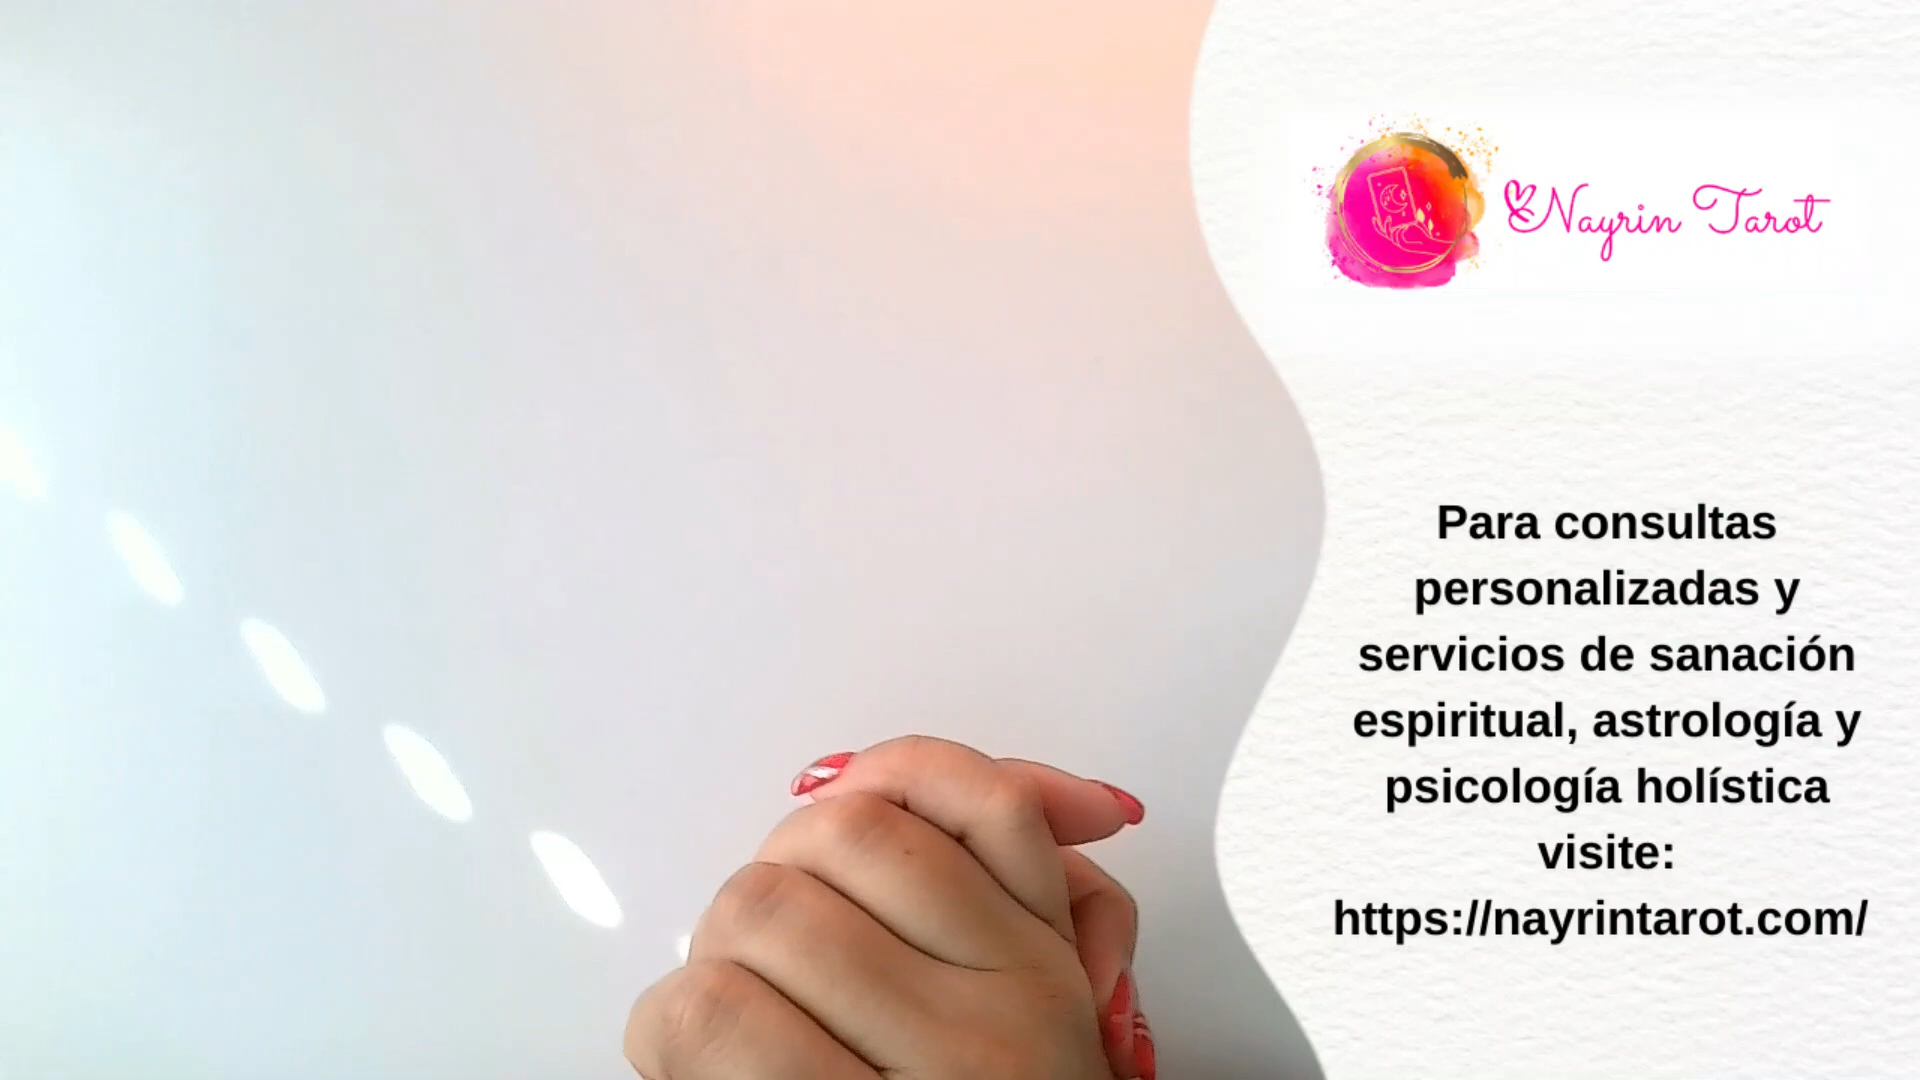 Nayrin Tarot
Para consultas
personalizadas y
servicios de sanación
espiritual, astrología y
psicología holística
visite:
https://nayrintarot.com/